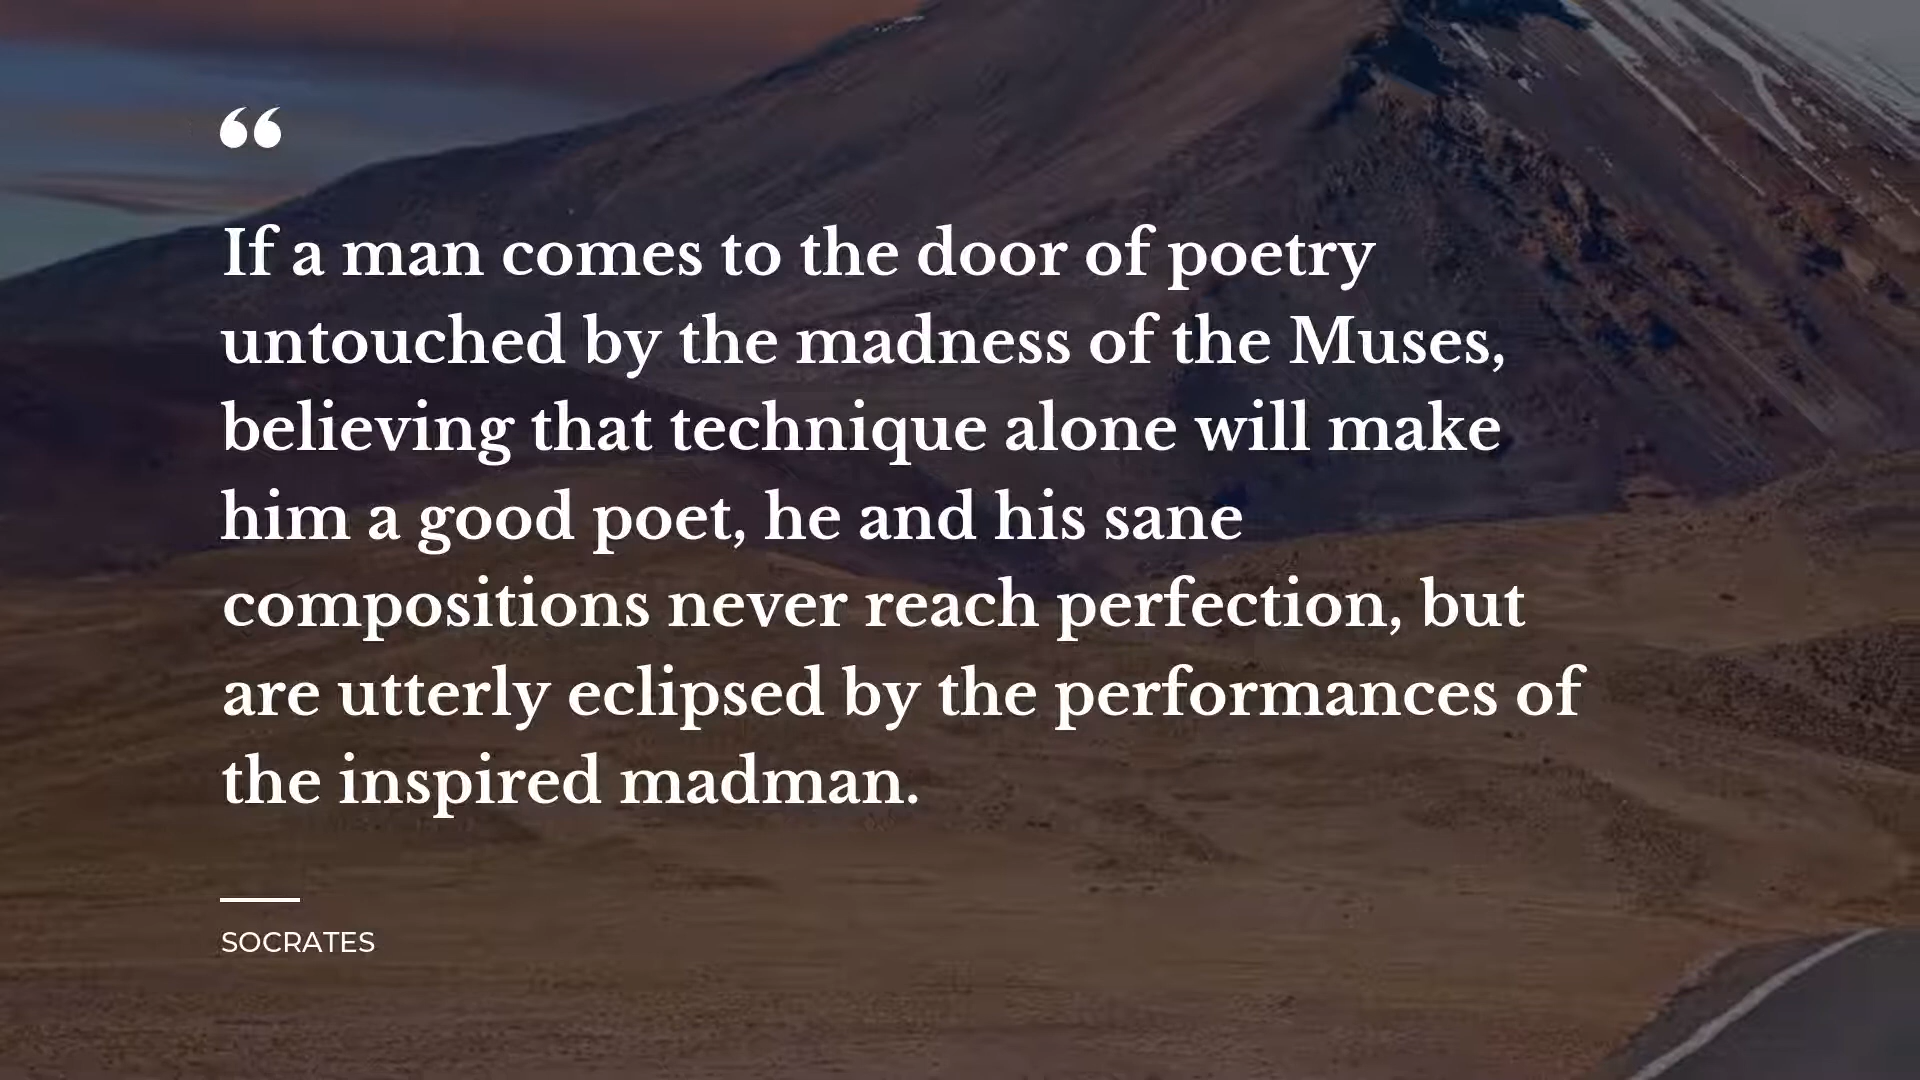 “
If a man comes to the door of poetry
untouched by the madness of the Muses,
believing that technique alone will make
him a good poet, he and his sane
compositions never reach perfection, but
are utterly eclipsed by the performances of
the inspired madman.
SOCRATES